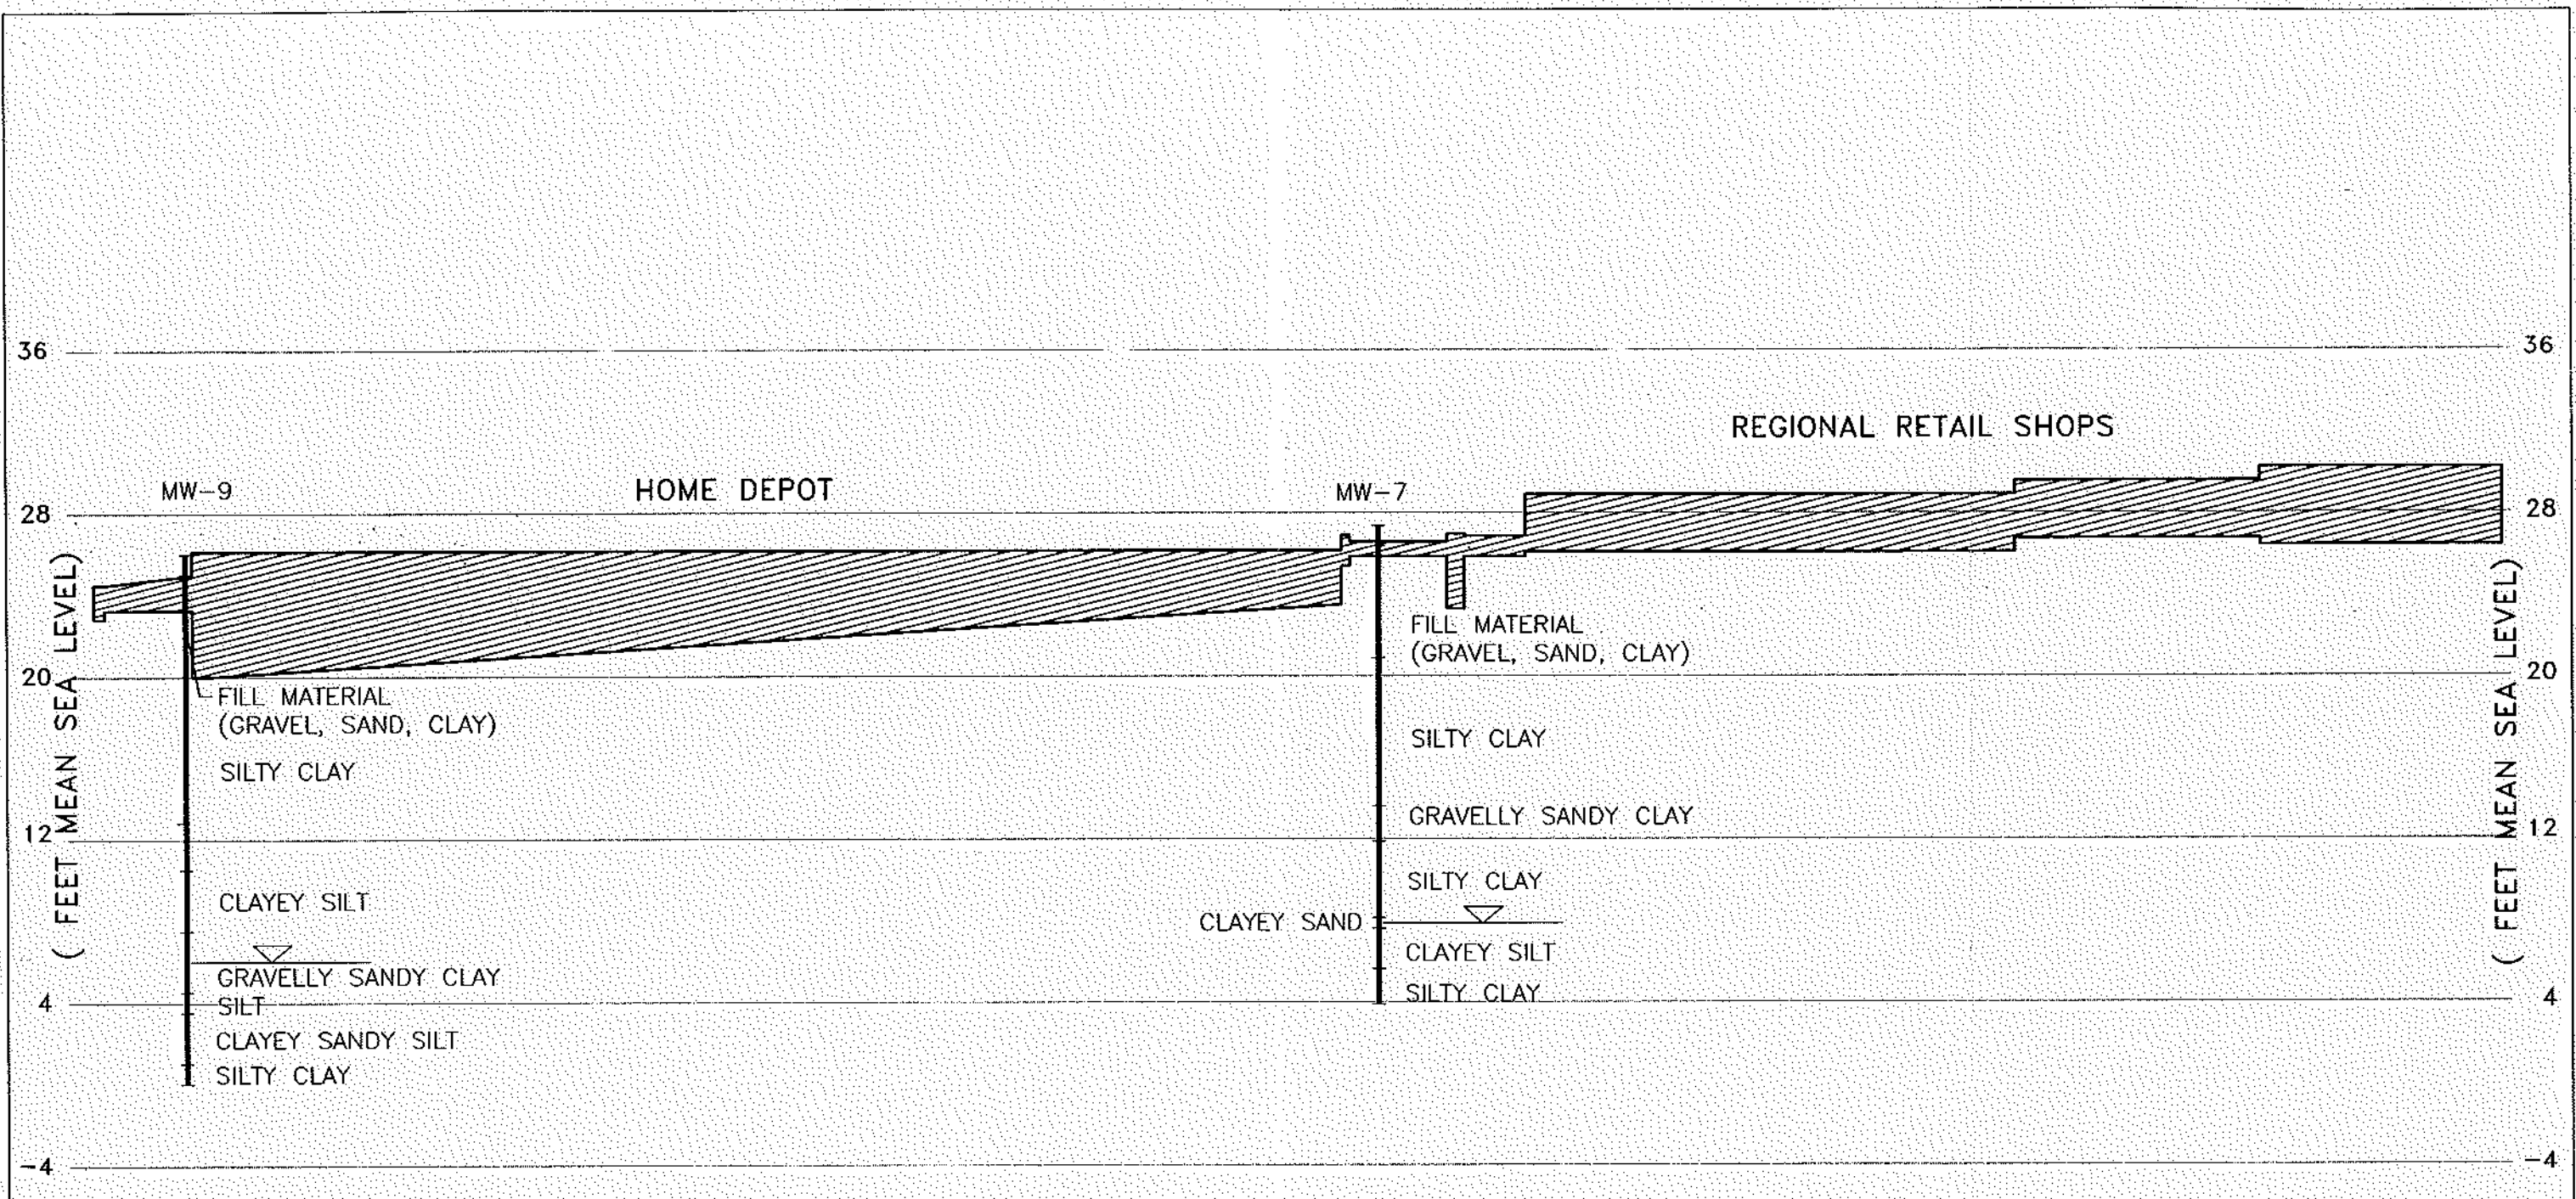 36
36
REGIONAL RETAIL SHOPS
MW-9
HOME DEPOT
MW-7
28
28
( FEET MEAN SEA LEVEL)
( FEET MEAN SEA LEVEL)
FILL MATERIAL
(GRAVEL, SAND, CLAY)
20
20
FILL MATERIAL
(GRAVEL, SAND, CLAY)
SILTY CLAY
SILTY CLAY
GRAVELLY SANDY CLAY
12
12
SILTY CLAY
CLAYEY SILT
CLAYEY SAND
CLAYEY SILT
GRAVELLY SANDY CLAY
SILTY CLAY
SILT
4
4
CLAYEY SANDY SILT
SILTY CLAY
-4
-4